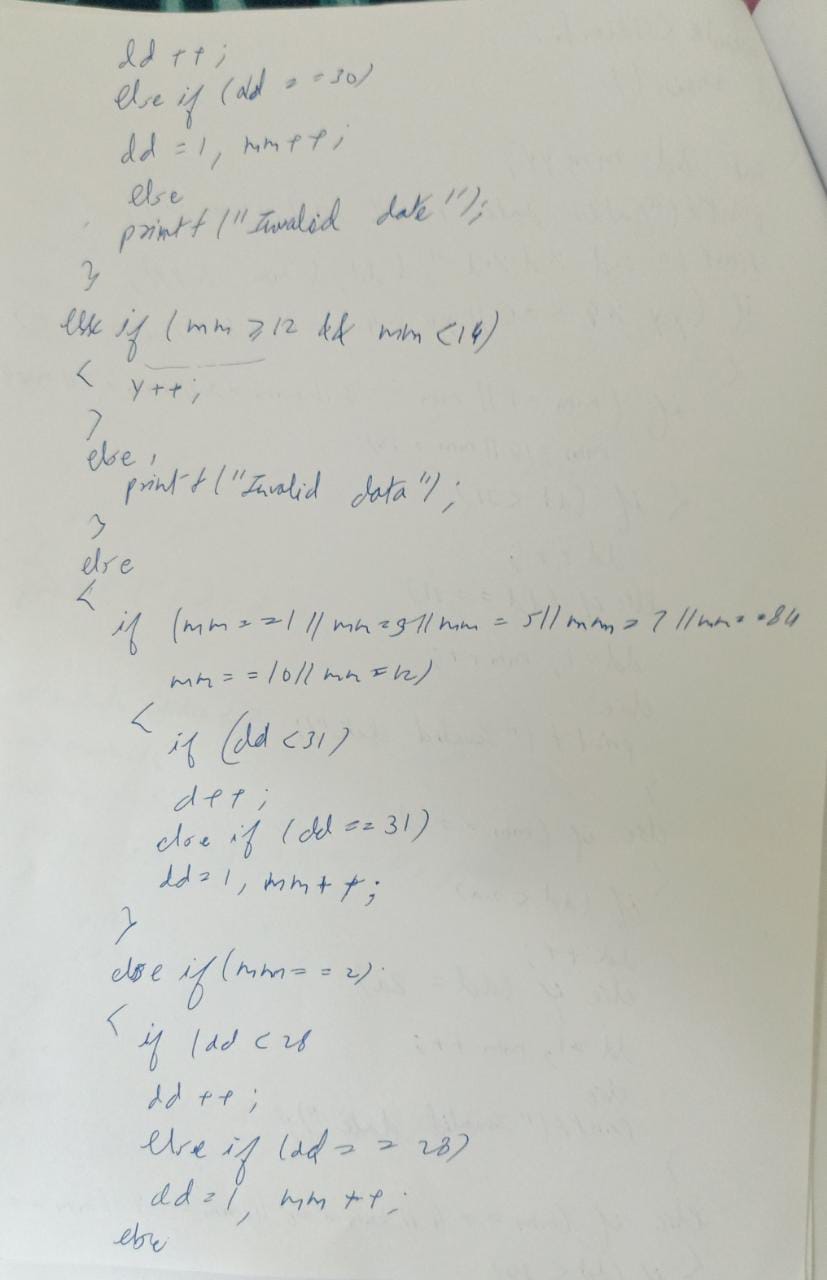 dd ++;
else if (dd = = 30)
dd = 1, mm++;
else
printf ("Invalid date");
}
else if (mm ≥ 12 && mm < 14)
{
y++;
}
else,
printf ("Invalid data");
}
else
{
if (mm = = 1 || mm = 3 || mm = 5 || mm = 7 || mm = = 8 ||
mm = = 10 || mm = 12)
{
if (dd < 31)
d++;
else if (dd == 31)
dd = 1, mm++;
}
else if (mm = = 2)
{
if (dd < 28
dd ++;
else if (dd = = 28)
dd = 1, mm ++;
else